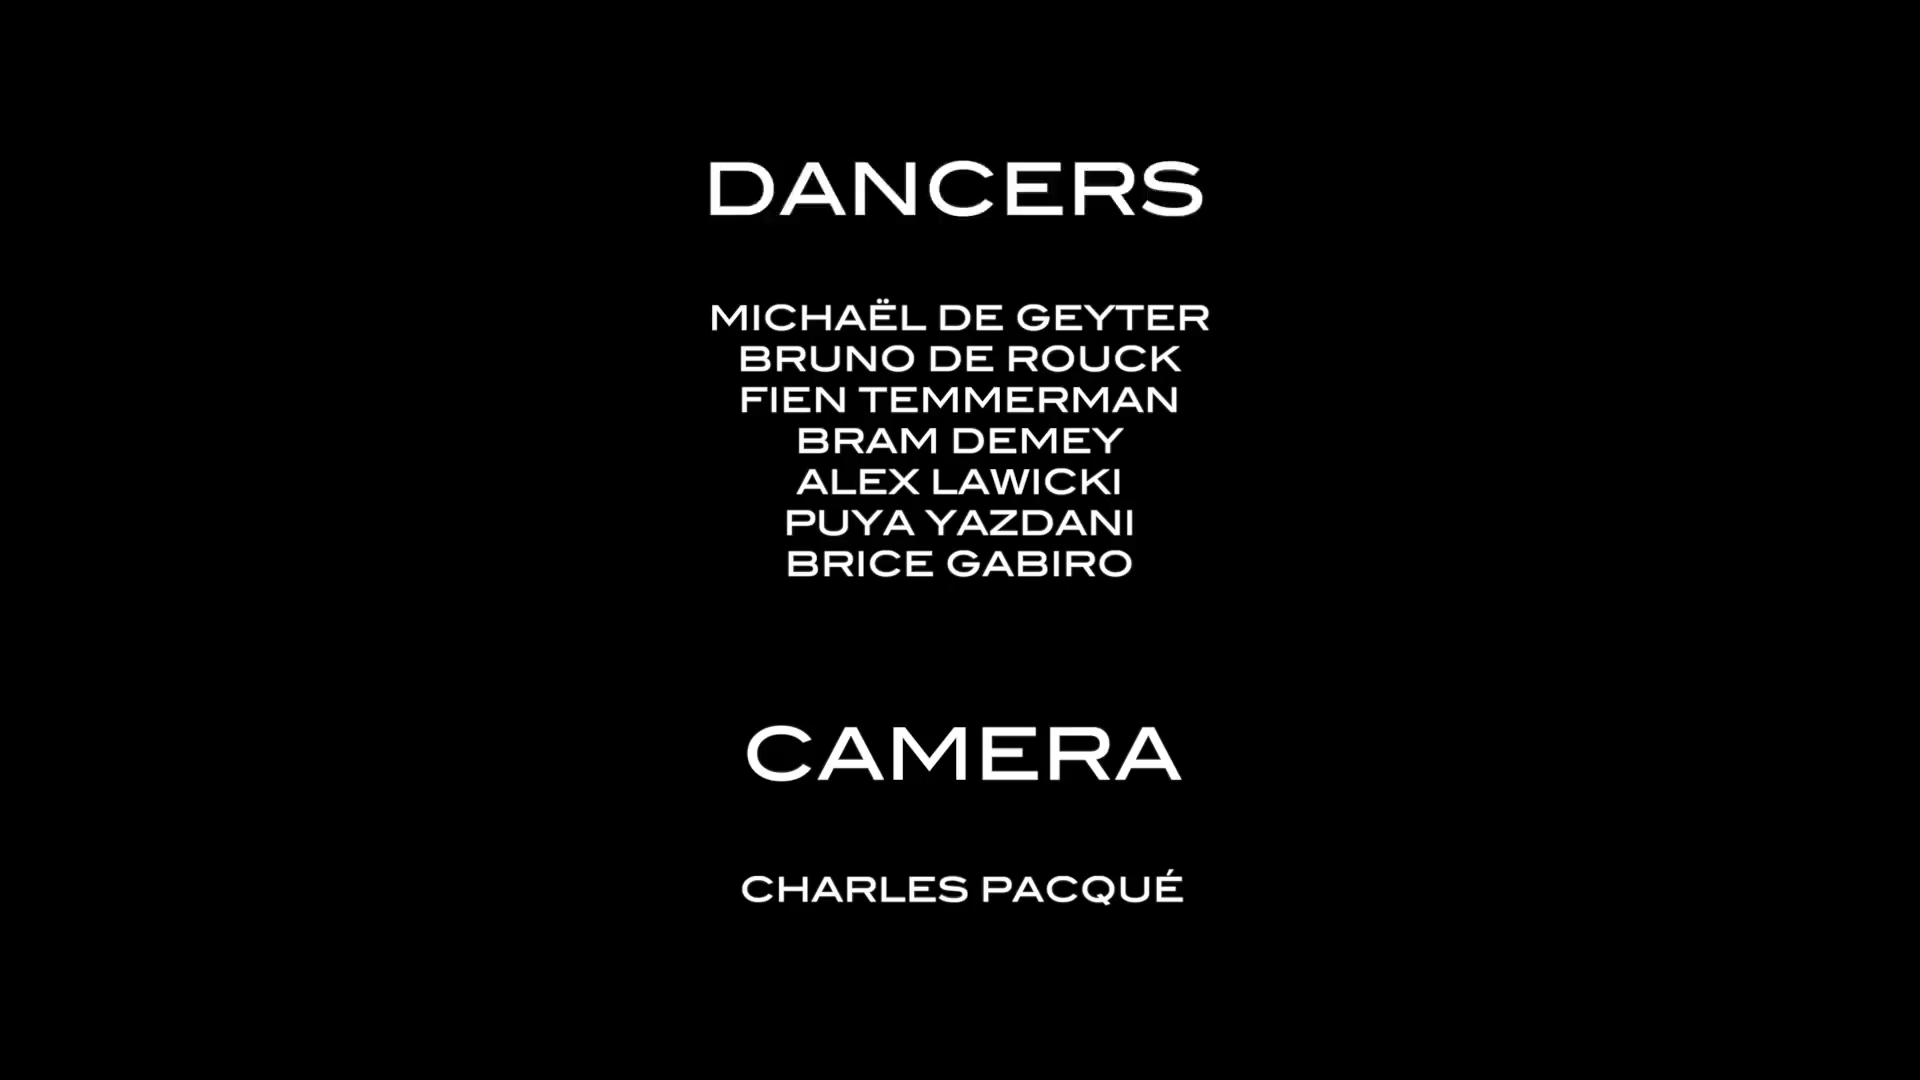 DANCERS
MICHAËL DE GEYTER
BRUNO DE ROUCK
FIEN TEMMERMAN
BRAM DEMEY
ALEX LAWICKI
PUYA YAZDANI
BRICE GABIRO
CAMERA
CHARLES PACQUÉ